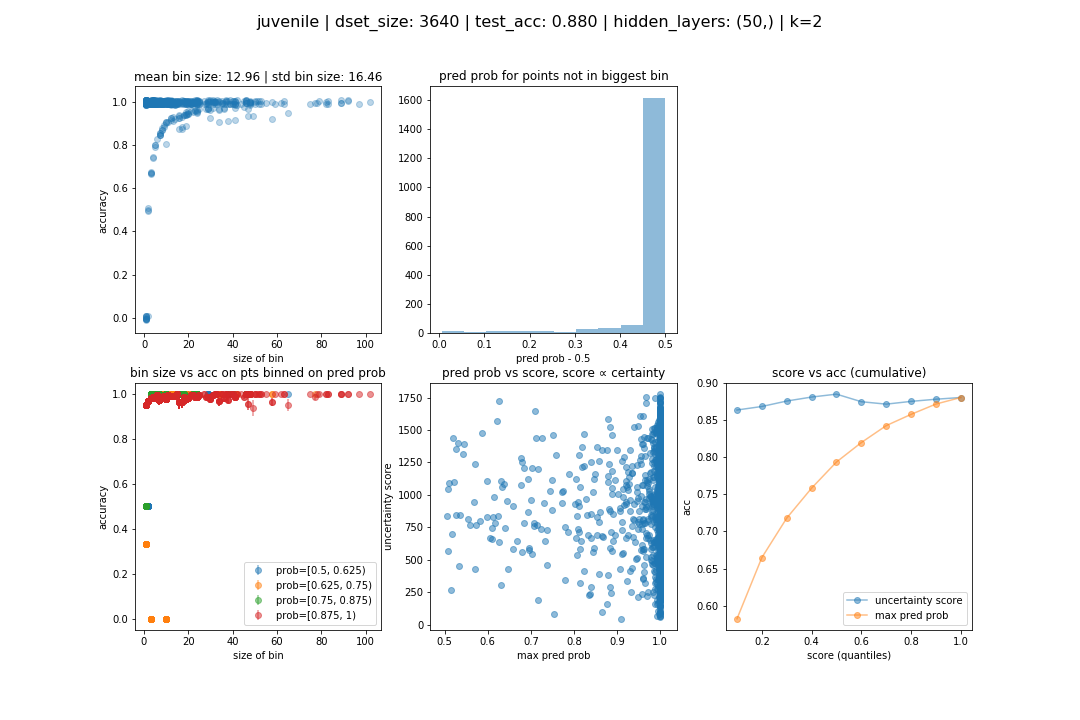 juvenile | dset_size: 3640 | test_acc: 0.880 | hidden_layers: (50,) | k=2
mean bin size: 12.96 | std bin size: 16.46
1.0
0.8
0.6
0.4
0.2
0.0
accuracy
0 20 40 60 80 100
size of bin
pred prob for points not in biggest bin
1600
1400
1200
1000
800
600
400
200
0
0.0 0.1 0.2 0.3 0.4 0.5
pred prob - 0.5
bin size vs acc on pts binned on pred prob
1.0
0.8
0.6
0.4
0.2
0.0
accuracy
prob=[0.5, 0.625)
prob=[0.625, 0.75)
prob=[0.75, 0.875)
prob=[0.875, 1)
0 20 40 60 80 100
size of bin
pred prob vs score, score ∝ certainty
1750
1500
1250
1000
750
500
250
0
uncertainty score
0.5 0.6 0.7 0.8 0.9 1.0
max pred prob
score vs acc (cumulative)
0.90
0.85
0.80
0.75
0.70
0.65
0.60
acc
uncertainty score
max pred prob
0.2 0.4 0.6 0.8 1.0
score (quantiles)